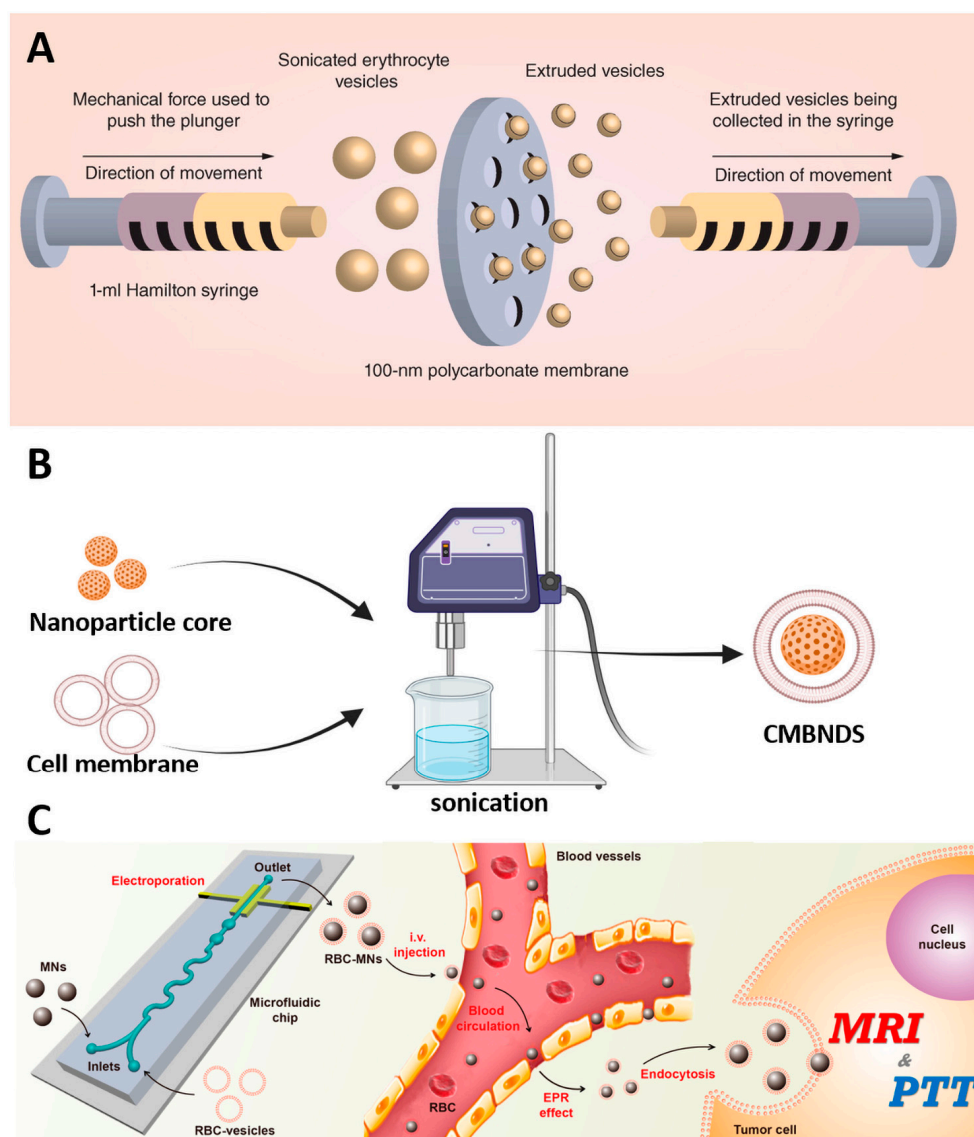 A
Sonicated erythrocyte
vesicles
Extruded vesicles
Mechanical force used to
push the plunger
Extruded vesicles being
collected in the syringe
Direction of movement
Direction of movement
1-ml Hamilton syringe
100-nm polycarbonate membrane
B
Nanoparticle core
Cell membrane
sonication
CMBNDS
C
Outlet
Electroporation
Blood vessels
Cell
nucleus
MNs
RBC-MNs
i.v.
injection
Microfluidic
chip
Blood
circulation
MRI
&
PTT
Inlets
Endocytosis
EPR
effect
RBC
RBC-vesicles
Tumor cell